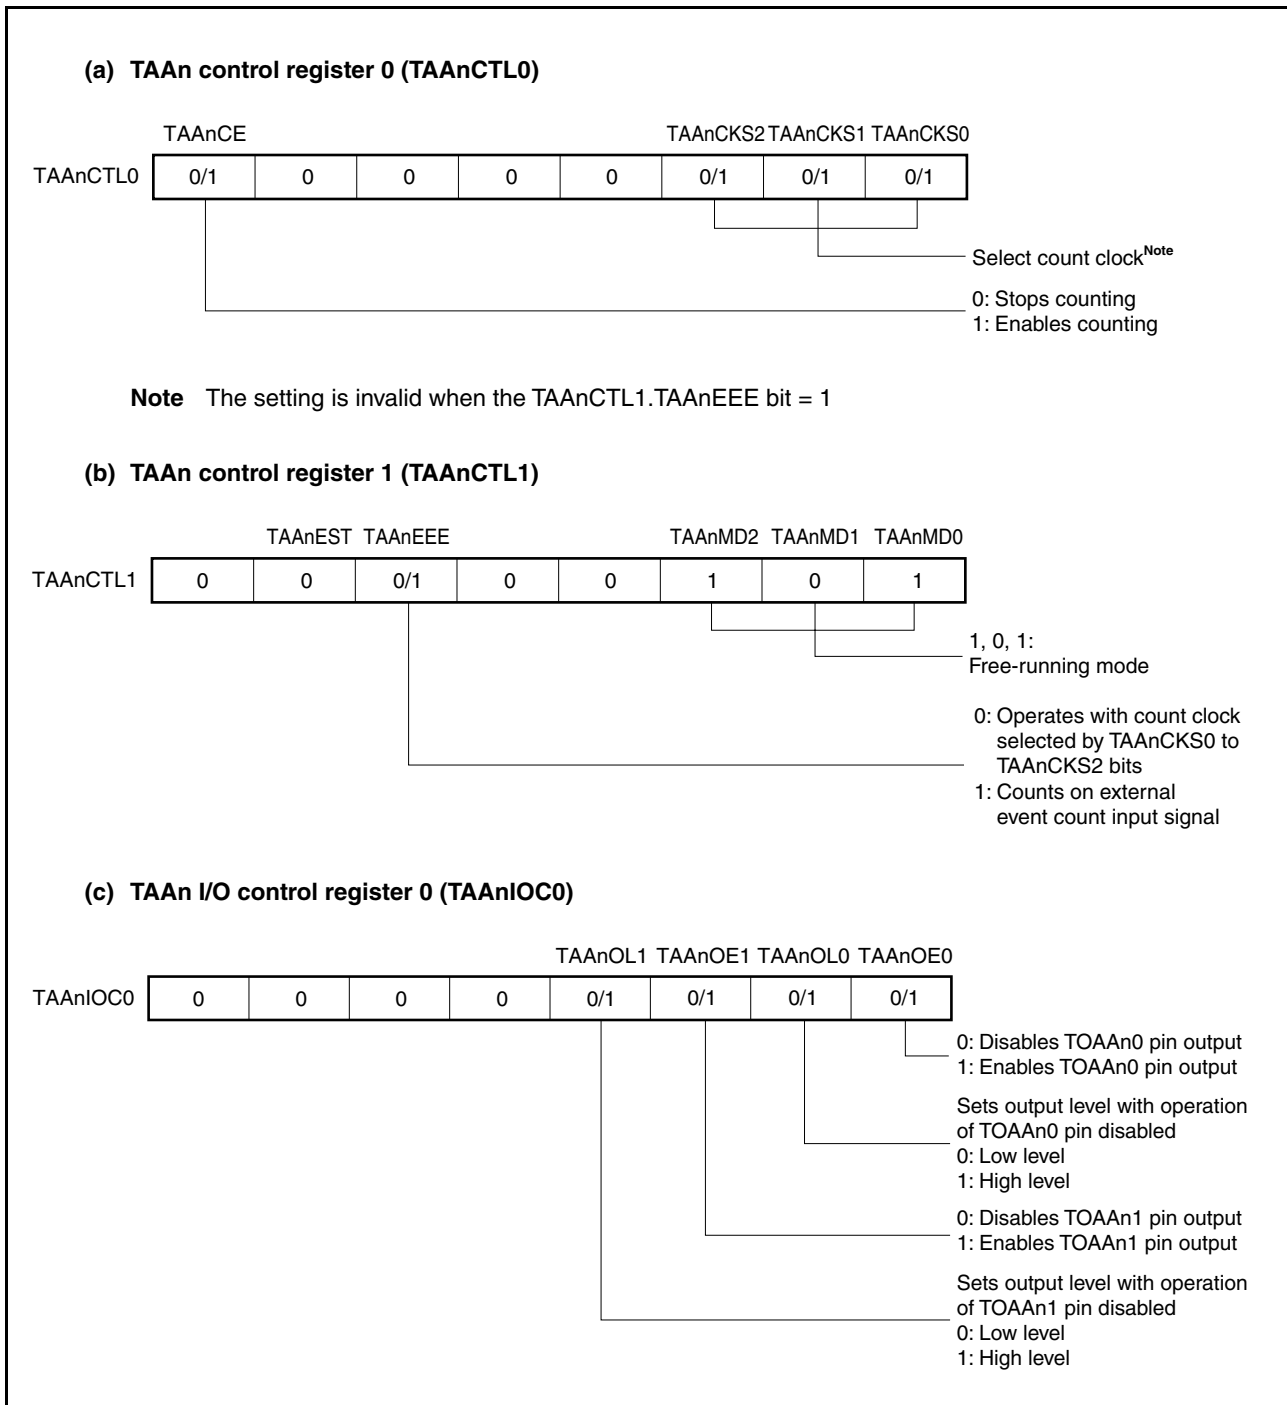 (a) TAAn control register 0 (TAAnCTL0)
TAAnCE TAAnCKS2 TAAnCKS1 TAAnCKS0
TAAnCTL0 0/1 0 0 0 0 0/1 0/1 0/1
Select count clockNote
0: Stops counting
1: Enables counting
Note The setting is invalid when the TAAnCTL1.TAAnEEE bit = 1
(b) TAAn control register 1 (TAAnCTL1)
TAAnEST TAAnEEE TAAnMD2 TAAnMD1 TAAnMD0
TAAnCTL1 0 0 0/1 0 0 1 0 1
1, 0, 1:
Free-running mode
0: Operates with count clock
selected by TAAnCKS0 to
TAAnCKS2 bits
1: Counts on external
event count input signal
(c) TAAn I/O control register 0 (TAAnIOC0)
TAAnOL1 TAAnOE1 TAAnOL0 TAAnOE0
TAAnIOC0 0 0 0 0 0/1 0/1 0/1 0/1
0: Disables TOAAn0 pin output
1: Enables TOAAn0 pin output
Sets output level with operation
of TOAAn0 pin disabled
0: Low level
1: High level
0: Disables TOAAn1 pin output
1: Enables TOAAn1 pin output
Sets output level with operation
of TOAAn1 pin disabled
0: Low level
1: High level